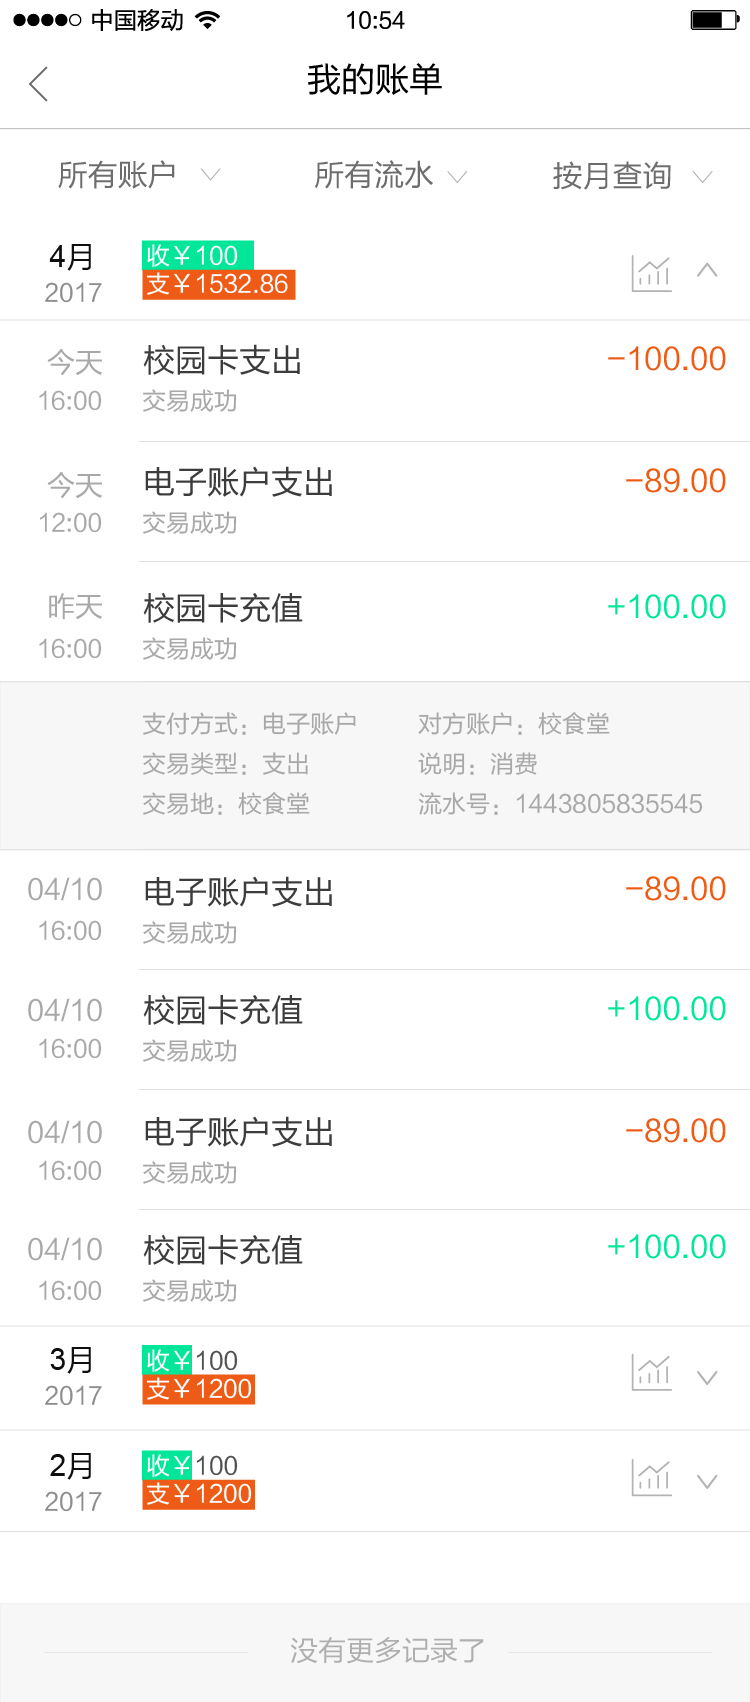 中国移动 10:54
我的账单
所有账户 所有流水 按月查询
4月 收¥100
2017 支¥1532.86
今天 校园卡支出 -100.00
16:00 交易成功
今天 电子账户支出 -89.00
12:00 交易成功
昨天 校园卡充值 +100.00
16:00 交易成功
支付方式：电子账户 对方账户：校食堂
交易类型：支出 说明：消费
交易地：校食堂 流水号：1443805835545
04/10 电子账户支出 -89.00
16:00 交易成功
04/10 校园卡充值 +100.00
16:00 交易成功
04/10 电子账户支出 -89.00
16:00 交易成功
04/10 校园卡充值 +100.00
16:00 交易成功
3月 收¥100
2017 支¥1200
2月 收¥100
2017 支¥1200
没有更多记录了